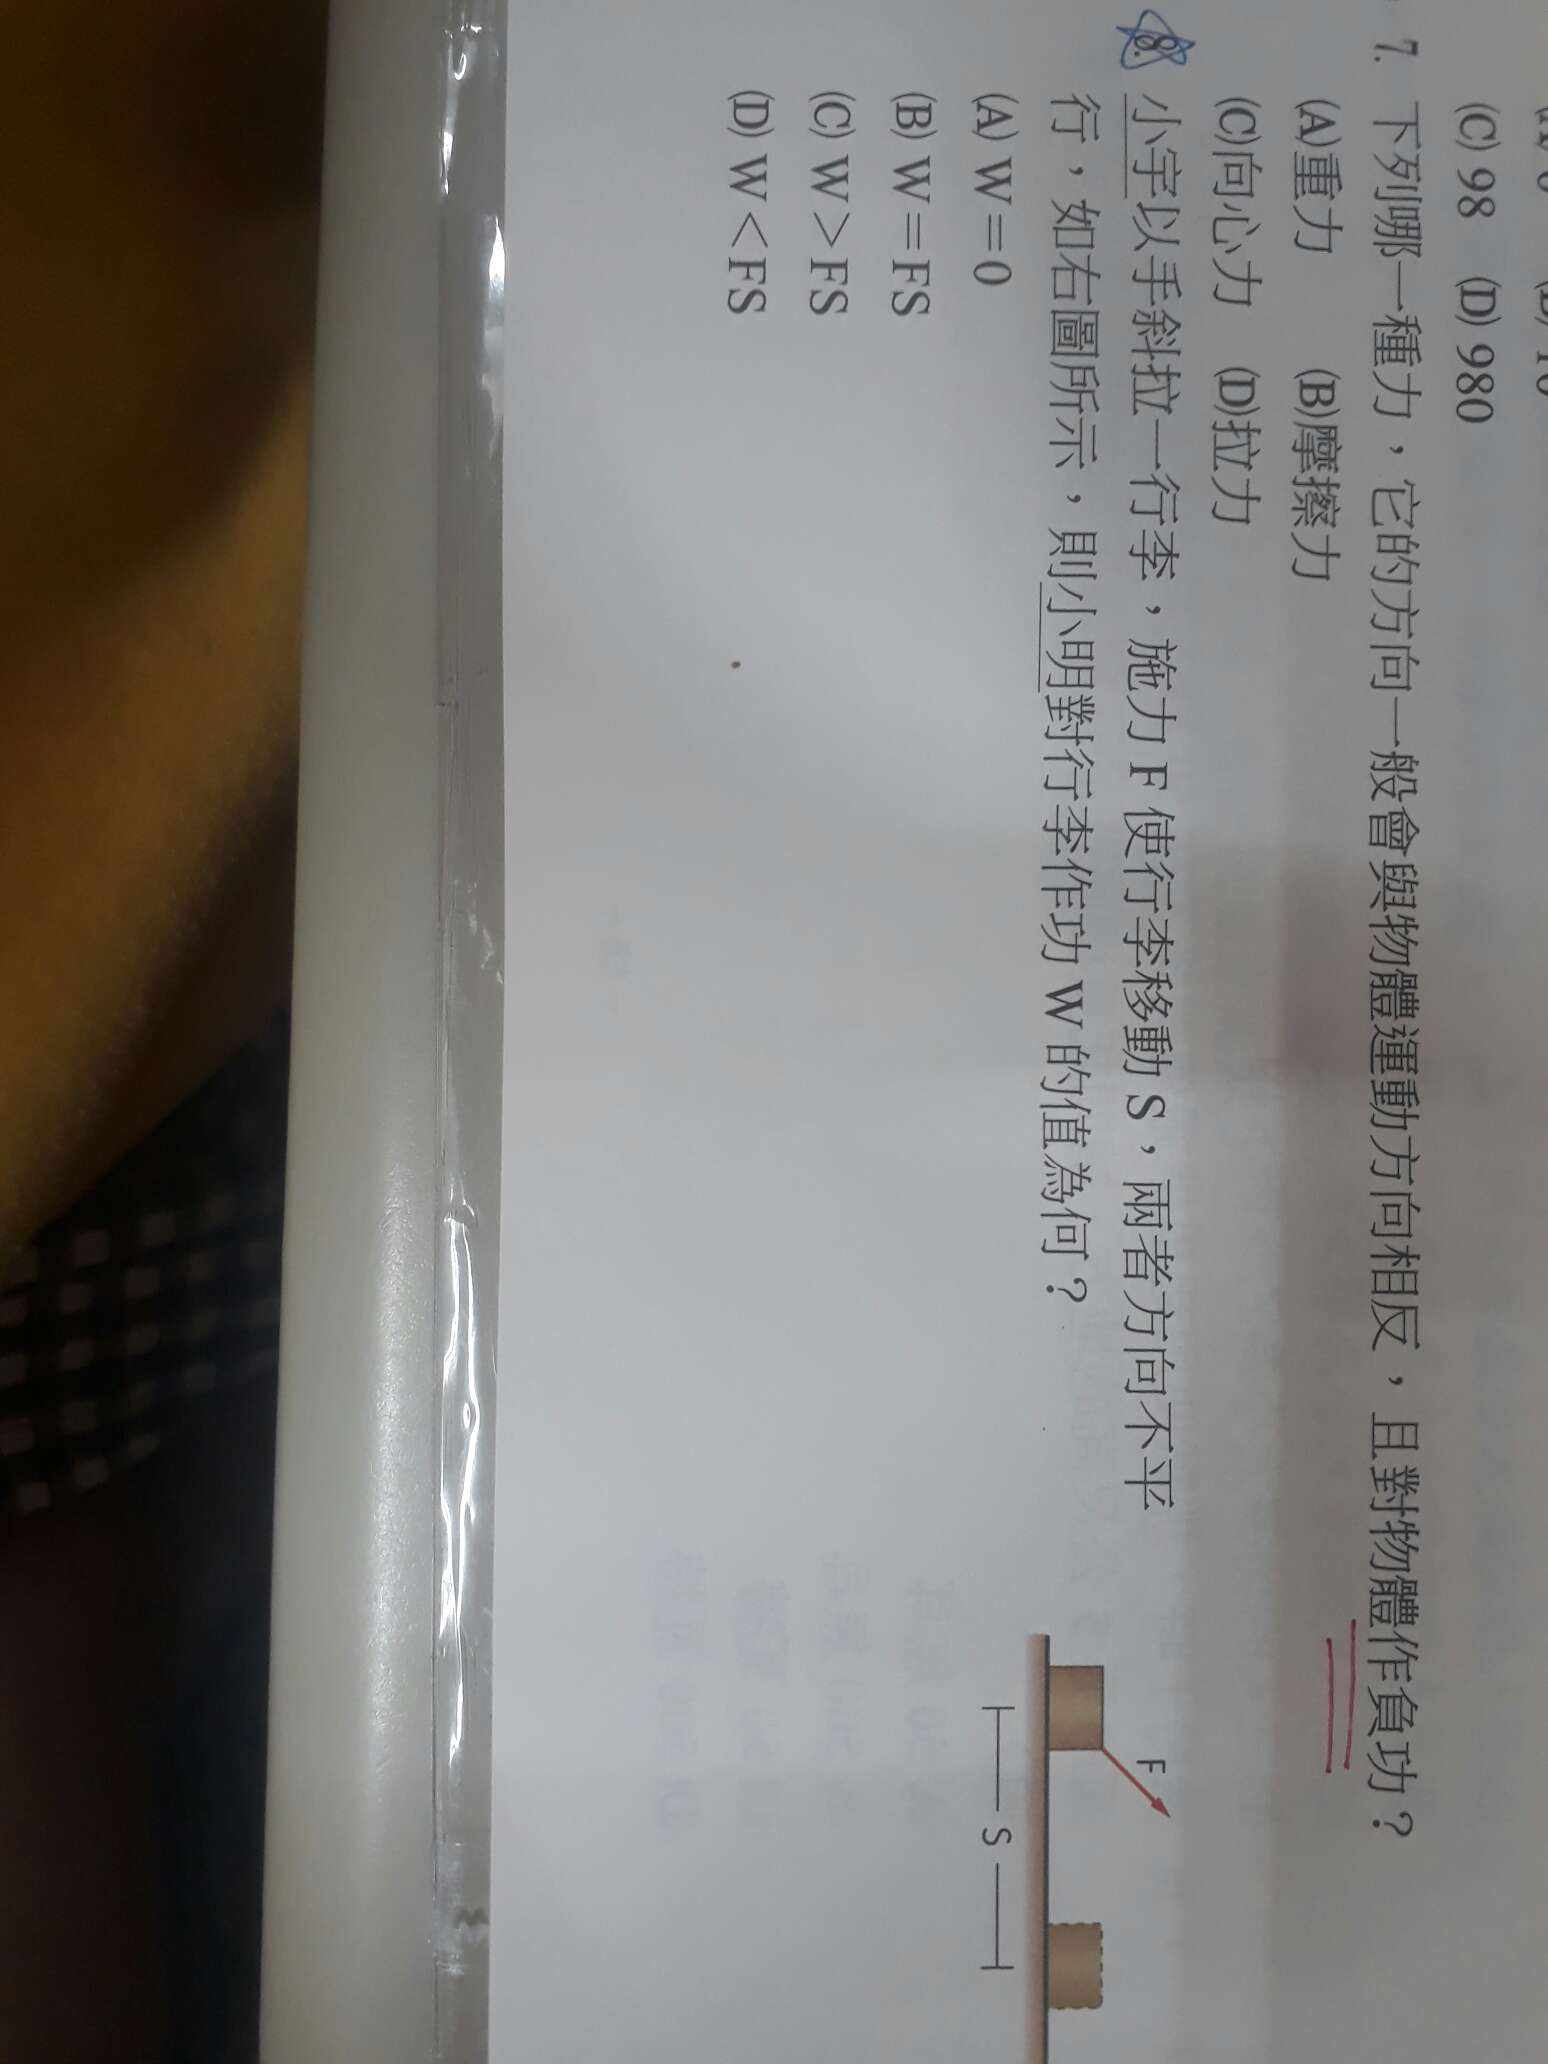 (C) 98 (D) 980
7. 下列哪一種力，它的方向一般會與物體運動方向相反，且對物體作負功？
(A)重力 (B)摩擦力
(C)向心力 (D)拉力
8. 小宇以手斜拉一行李，施力 F 使行李移動 S，兩者方向不平
行，如右圖所示，則小明對行李作功 W 的值為何？
(A) W＝0
(B) W＝FS
(C) W＞FS
(D) W＜FS
F
S